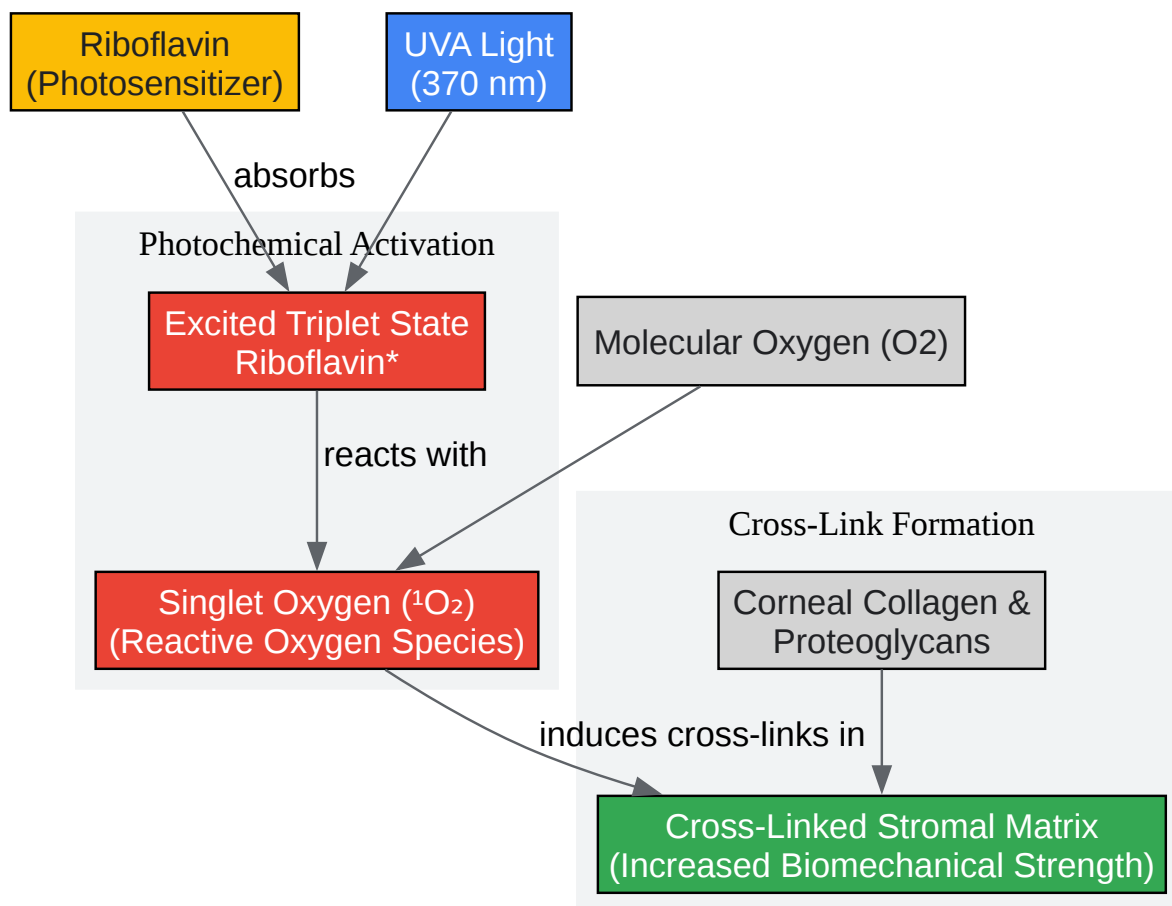 Riboflavin
(Photosensitizer)
UVA Light
(370 nm)
absorbs
Photochemical Activation
Excited Triplet State
Riboflavin*
Molecular Oxygen (O2)
reacts with
Cross-Link Formation
Singlet Oxygen (¹O₂)
(Reactive Oxygen Species)
Corneal Collagen &
Proteoglycans
induces cross-links in
Cross-Linked Stromal Matrix
(Increased Biomechanical Strength)